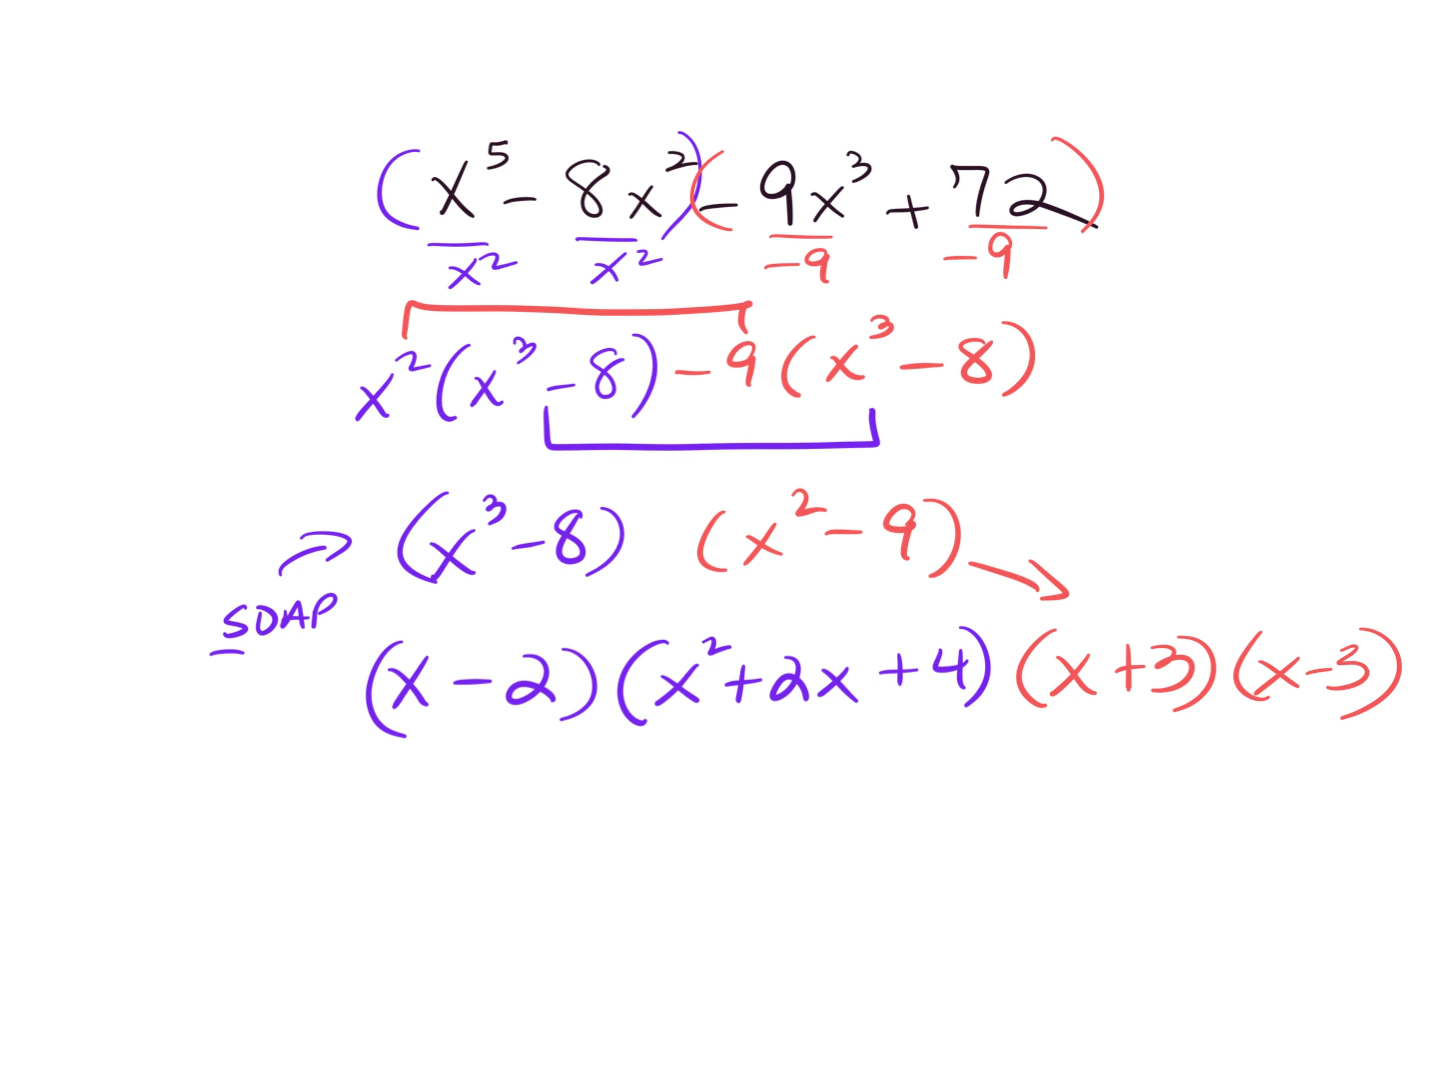 (x⁵ - 8x²)(- 9x³ + 72)
x² x² -9 -9
x²(x³ - 8) - 9(x³ - 8)
(x³ - 8) (x² - 9)
SOAP
(x - 2)(x² + 2x + 4)(x + 3)(x - 3)